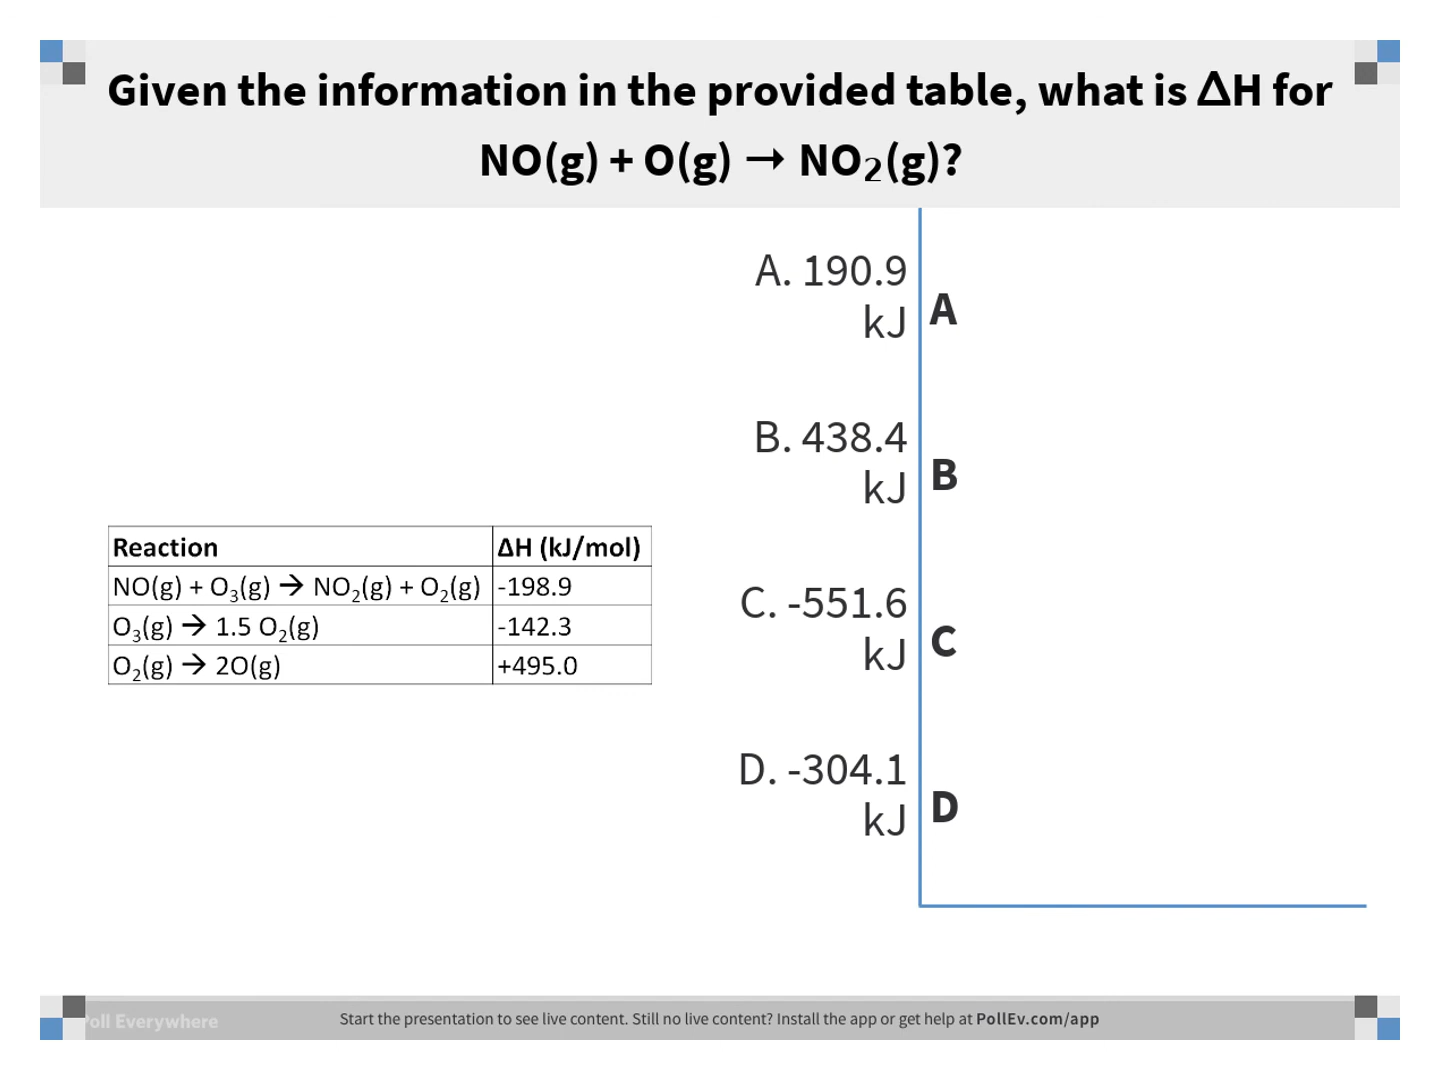 Given the information in the provided table, what is ΔH for
NO(g) + O(g) → NO₂(g)?
A. 190.9
kJ
A
B. 438.4
kJ
B
Reaction ΔH (kJ/mol)
NO(g) + O₃(g) → NO₂(g) + O₂(g) -198.9
O₃(g) → 1.5 O₂(g) -142.3
O₂(g) → 2O(g) +495.0
C. -551.6
kJ
C
D. -304.1
kJ
D
Poll Everywhere
Start the presentation to see live content. Still no live content? Install the app or get help at PollEv.com/app